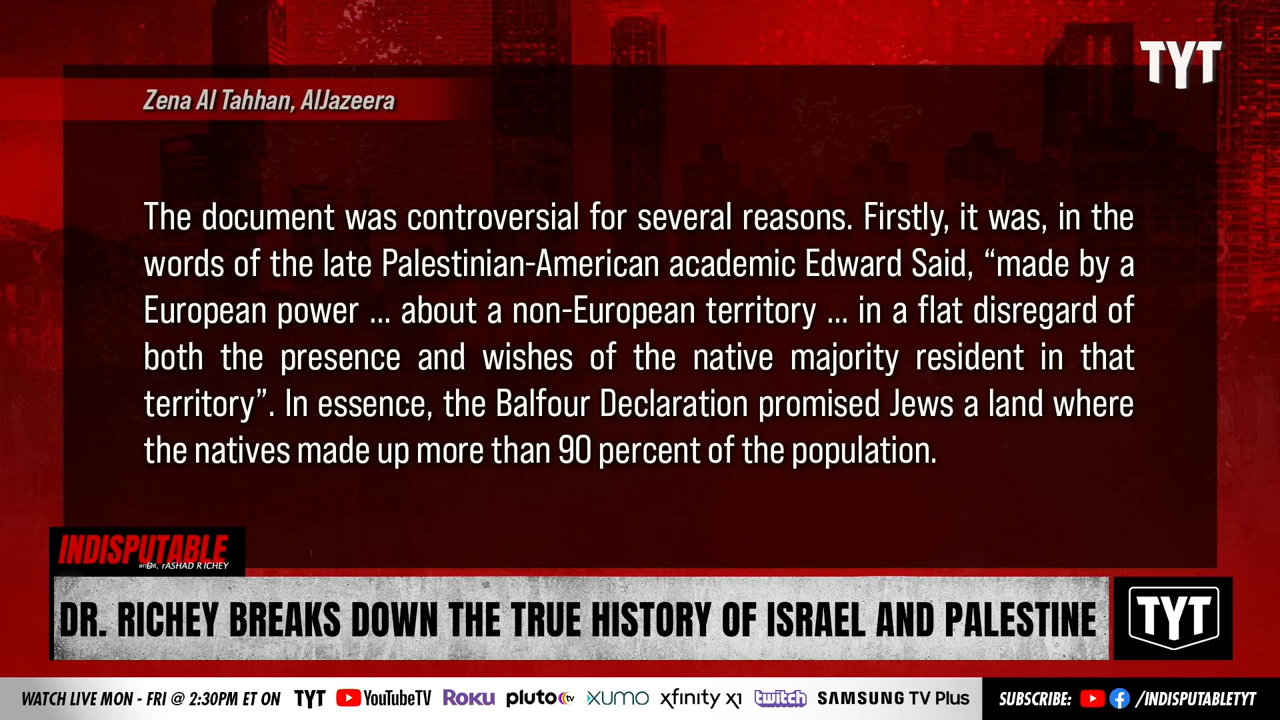 TYT
Zena Al Tahhan, AlJazeera
The document was controversial for several reasons. Firstly, it was, in the
words of the late Palestinian-American academic Edward Said, “made by a
European power ... about a non-European territory ... in a flat disregard of
both the presence and wishes of the native majority resident in that
territory”. In essence, the Balfour Declaration promised Jews a land where
the natives made up more than 90 percent of the population.
INDISPUTABLE
WITH DR. rASHAD RICHEY
DR. RICHEY BREAKS DOWN THE TRUE HISTORY OF ISRAEL AND PALESTINE
TYT
WATCH LIVE MON - FRI @ 2:30PM ET ON TYT YouTubeTV ROKU pluto tv xumo xfinity x1 twitch SAMSUNG TV Plus SUBSCRIBE: /INDISPUTABLETYT